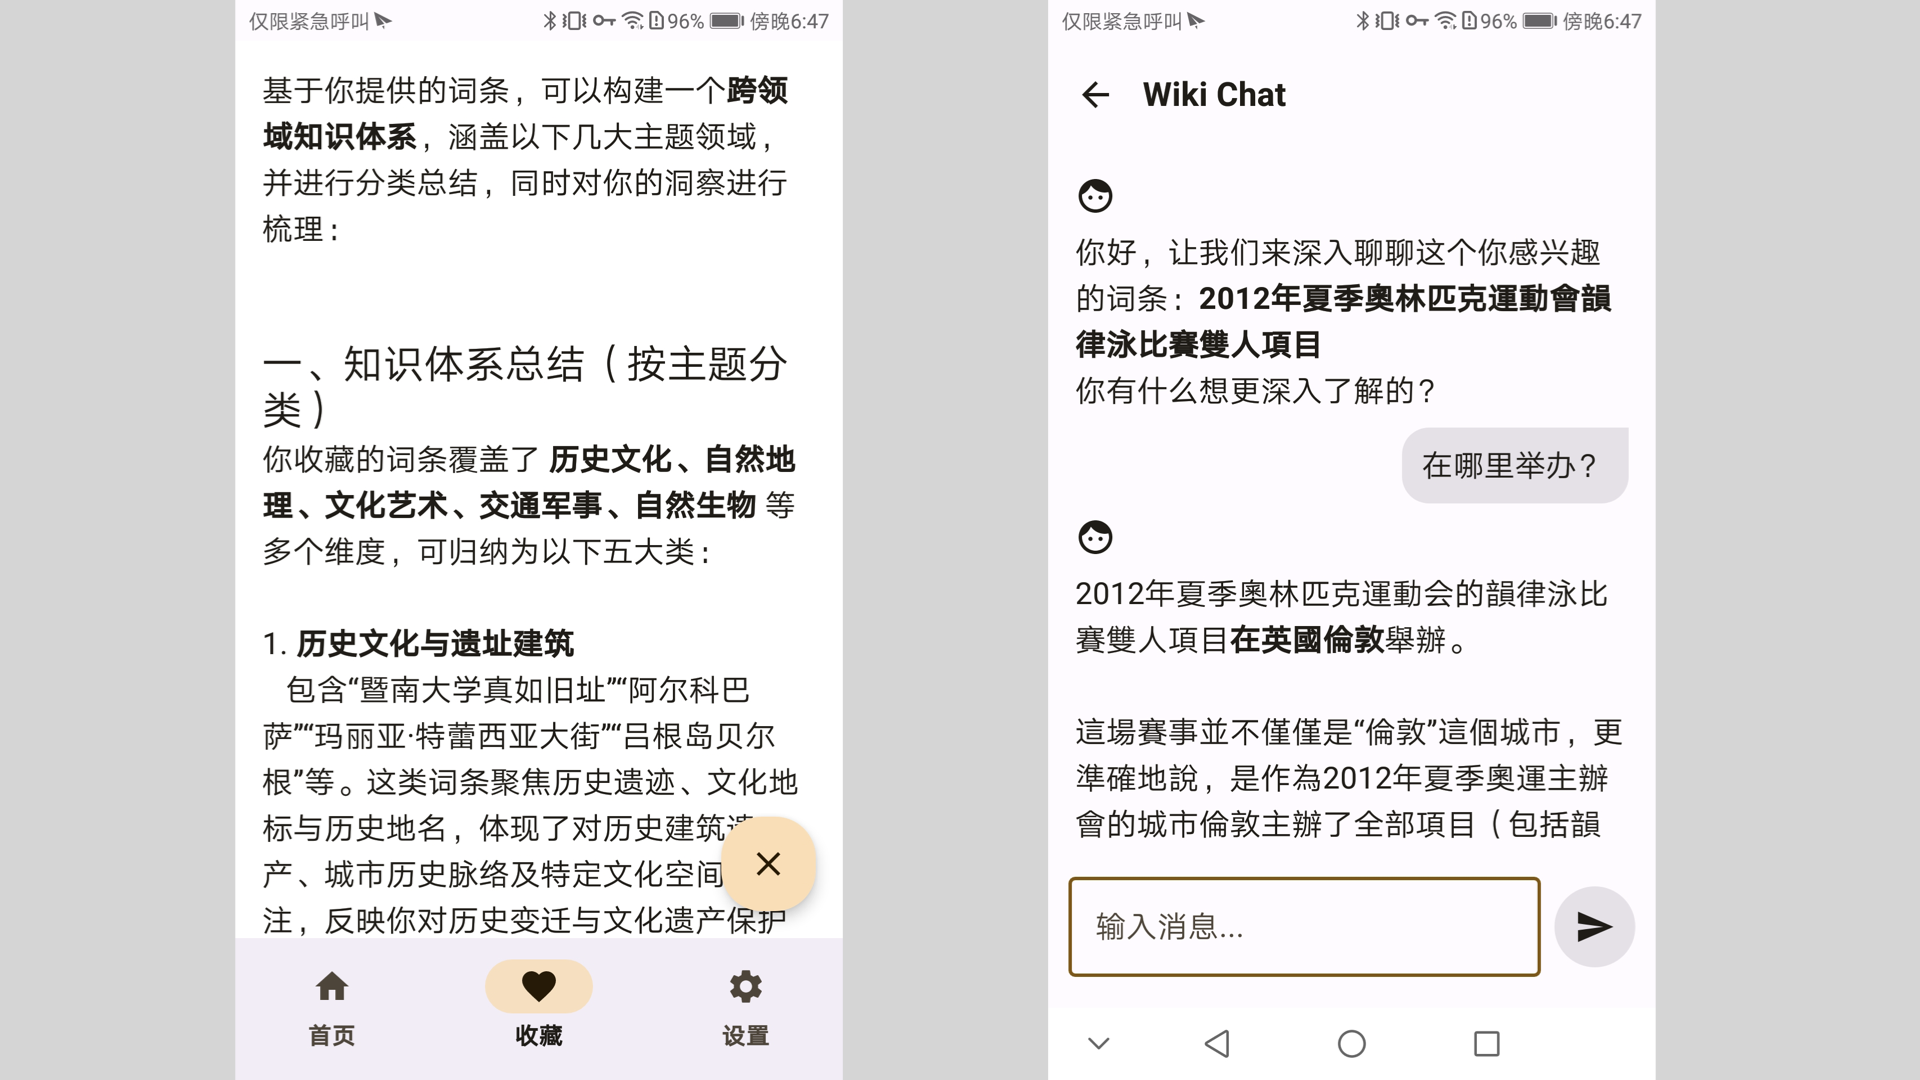 仅限紧急呼叫
96%
傍晚6:47
基于你提供的词条，可以构建一个跨领
域知识体系，涵盖以下几大主题领域，
并进行分类总结，同时对你的洞察进行
梳理：
一、知识体系总结（按主题分
类）
你收藏的词条覆盖了 历史文化、自然地
理、文化艺术、交通军事、自然生物 等
多个维度，可归纳为以下五大类：
1. 历史文化与遗址建筑
包含“暨南大学真如旧址”“阿尔科巴
萨”“玛丽亚·特蕾西亚大街”“吕根岛贝尔
根”等。这类词条聚焦历史遗迹、文化地
标与历史地名，体现了对历史建筑
产、城市历史脉络及特定文化空间
注，反映你对历史变迁与文化遗产保护
首页
收藏
设置
仅限紧急呼叫
96%
傍晚6:47
Wiki Chat
你好，让我们来深入聊聊这个你感兴趣
的词条：2012年夏季奧林匹克運動會韻
律泳比賽雙人項目
你有什么想更深入了解的？
在哪里举办？
2012年夏季奧林匹克運動会的韻律泳比
賽雙人項目在英國倫敦舉辦。
這場賽事並不僅僅是“倫敦”這個城市，更
準確地說，是作為2012年夏季奧運主辦
會的城市倫敦主辦了全部項目（包括韻
输入消息...